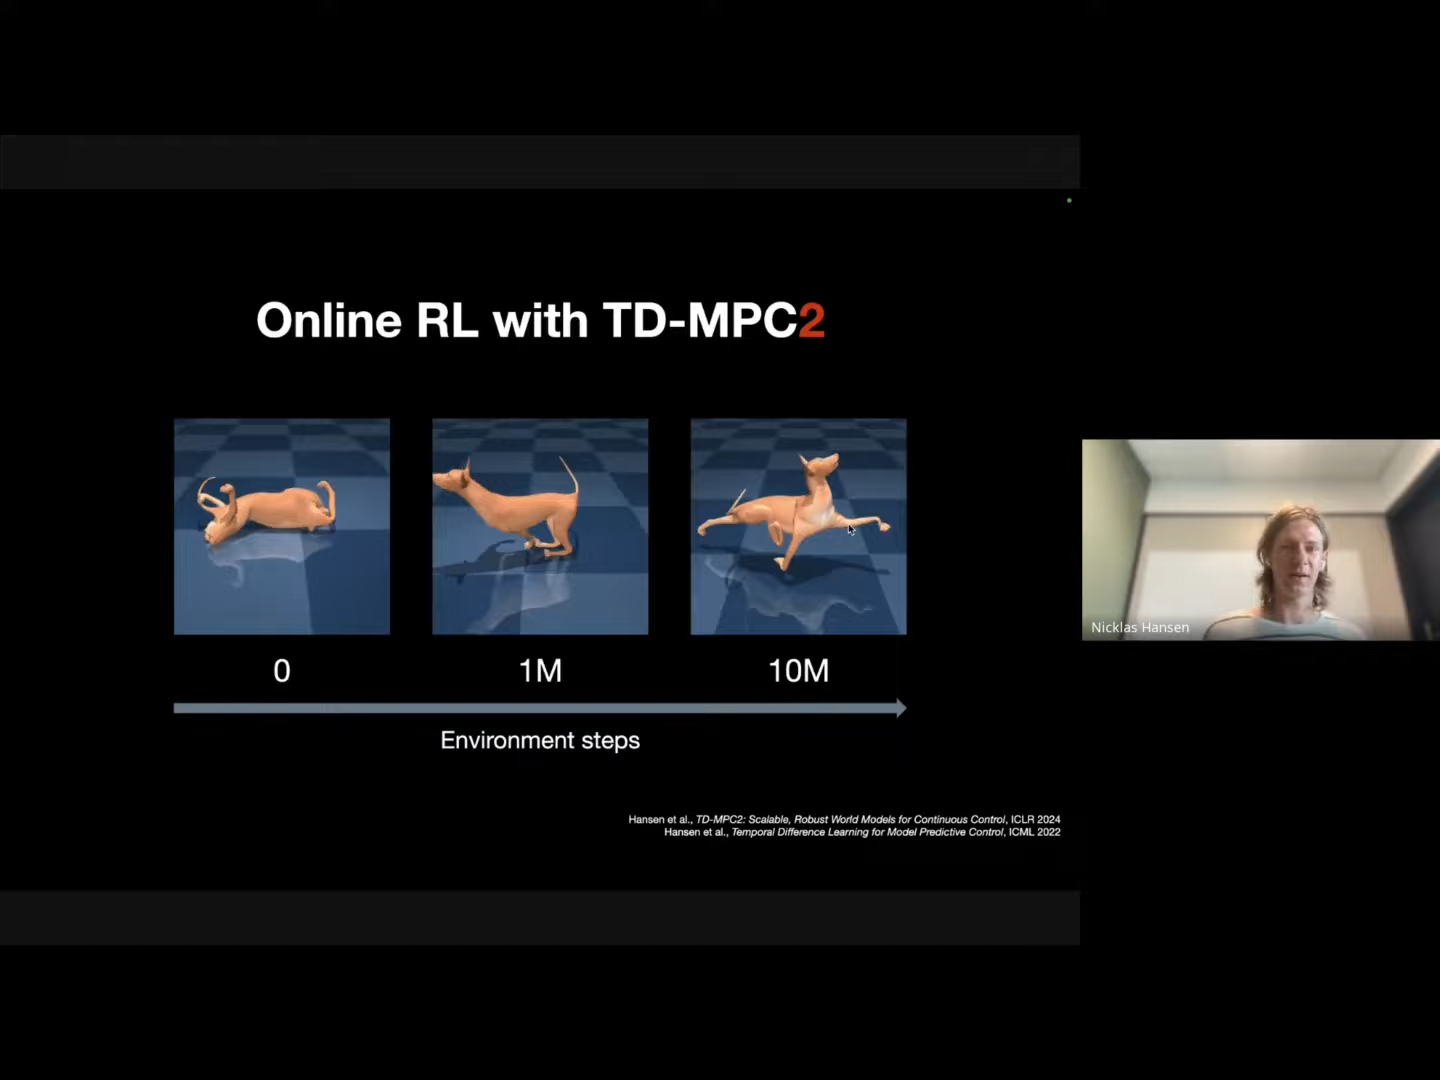 Online RL with TD-MPC2
0
1M
10M
Environment steps
Hansen et al., TD-MPC2: Scalable, Robust World Models for Continuous Control, ICLR 2024
Hansen et al., Temporal Difference Learning for Model Predictive Control, ICML 2022
Nicklas Hansen